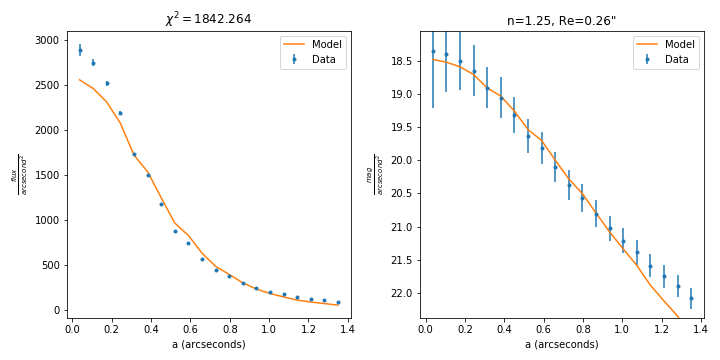 χ² = 1842.264
Model
Data
3000
2500
2000
1500
1000
500
0
flux
arcsecond²
0.0 0.2 0.4 0.6 0.8 1.0 1.2 1.4
a (arcseconds)
n=1.25, Re=0.26"
Model
Data
18.5
19.0
19.5
20.0
20.5
21.0
21.5
22.0
mag
arcsecond²
0.0 0.2 0.4 0.6 0.8 1.0 1.2 1.4
a (arcseconds)